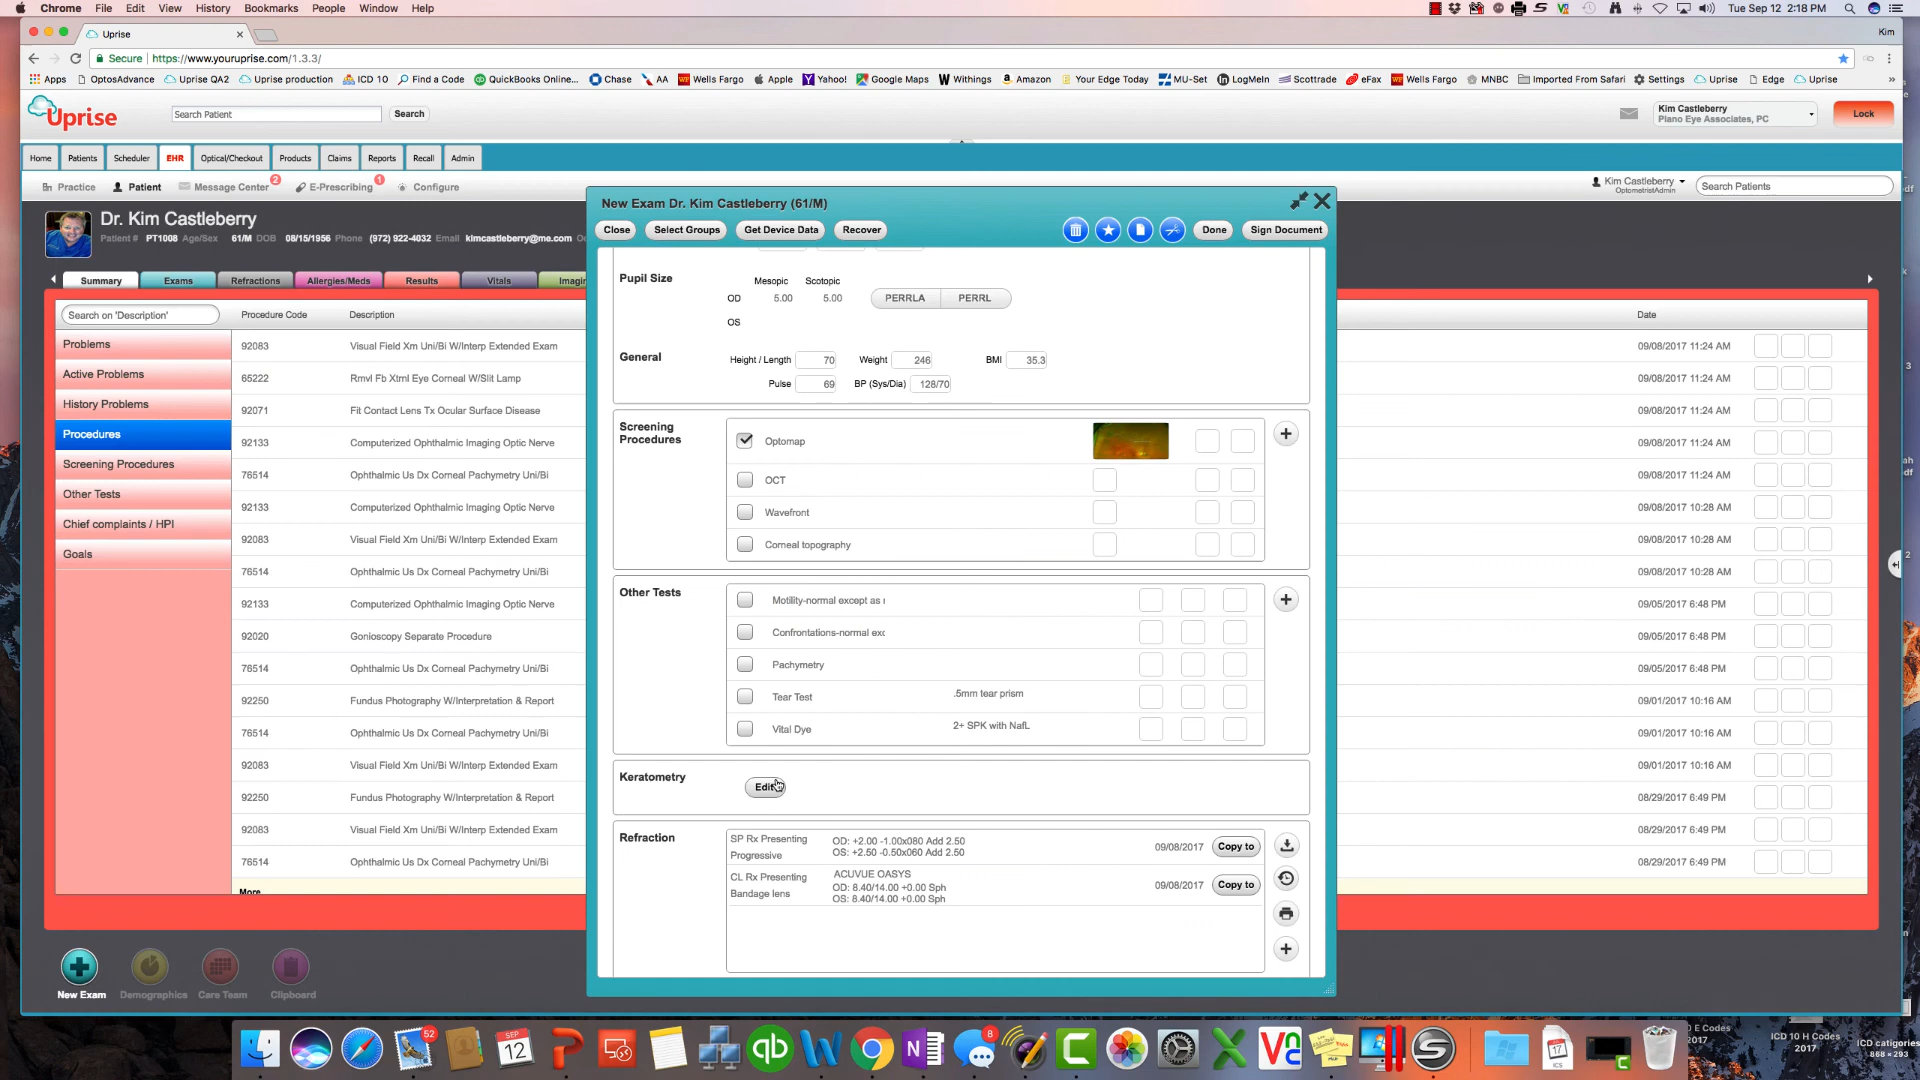 Chrome File Edit View History Bookmarks People Window Help Tue Sep 12 2:18 PM
Uprise Kim
Secure https://www.youruprise.com/1.3.3/
Apps OptosAdvance Uprise QA2 Uprise production ICD 10 Find a Code QuickBooks Online... Chase AA Wells Fargo Apple Yahoo! Google Maps Withings Amazon Your Edge Today MU-Set LogMeIn Scottrade eFax Wells Fargo MNBC Imported From Safari Settings Uprise Edge Uprise »
Uprise Search Patient Search Kim Castleberry
Plano Eye Associates, PC
Lock
Home Patients Scheduler EHR Optical/Checkout Products Claims Reports Recall Admin
Practice Patient Message Center 2 E-Prescribing 1 Configure Kim Castleberry
OptometristAdmin
Search Patients
Dr. Kim Castleberry
Patient # PT1008 Age/Sex 61/M DOB 08/15/1956 Phone (972) 922-4032 Email kimcastleberry@me.com
Summary Exams Refractions Allergies/Meds Results Vitals Imagin
Search on 'Description' Procedure Code Description Date
Problems
Active Problems
History Problems
Procedures
Screening Procedures
Other Tests
Chief complaints / HPI
Goals
92083 Visual Field Xm Uni/Bi W/Interp Extended Exam 09/08/2017 11:24 AM
65222 Rmvl Fb Xtrnl Eye Corneal W/Slit Lamp 09/08/2017 11:24 AM
92071 Fit Contact Lens Tx Ocular Surface Disease 09/08/2017 11:24 AM
92133 Computerized Ophthalmic Imaging Optic Nerve 09/08/2017 11:24 AM
76514 Ophthalmic Us Dx Corneal Pachymetry Uni/Bi 09/08/2017 11:24 AM
92133 Computerized Ophthalmic Imaging Optic Nerve 09/08/2017 10:28 AM
92083 Visual Field Xm Uni/Bi W/Interp Extended Exam 09/08/2017 10:28 AM
76514 Ophthalmic Us Dx Corneal Pachymetry Uni/Bi 09/08/2017 10:28 AM
92133 Computerized Ophthalmic Imaging Optic Nerve 09/05/2017 6:48 PM
92020 Gonioscopy Separate Procedure 09/05/2017 6:48 PM
76514 Ophthalmic Us Dx Corneal Pachymetry Uni/Bi 09/05/2017 6:48 PM
92250 Fundus Photography W/Interpretation & Report 09/01/2017 10:16 AM
76514 Ophthalmic Us Dx Corneal Pachymetry Uni/Bi 09/01/2017 10:16 AM
92083 Visual Field Xm Uni/Bi W/Interp Extended Exam 09/01/2017 10:16 AM
92250 Fundus Photography W/Interpretation & Report 08/29/2017 6:49 PM
92083 Visual Field Xm Uni/Bi W/Interp Extended Exam 08/29/2017 6:49 PM
76514 Ophthalmic Us Dx Corneal Pachymetry Uni/Bi 08/29/2017 6:49 PM
More
New Exam Dr. Kim Castleberry (61/M)
Close Select Groups Get Device Data Recover Done Sign Document
Pupil Size Mesopic Scotopic
OD 5.00 5.00 PERRLA PERRL
OS
General Height / Length 70 Weight 246 BMI 35.3
Pulse 69 BP (Sys/Dia) 128/70
Screening
Procedures
Optomap
OCT
Wavefront
Corneal topography
Other Tests
Motility-normal except as
Confrontations-normal exc
Pachymetry
Tear Test .5mm tear prism
Vital Dye 2+ SPK with NafL
Keratometry Edit
Refraction
SP Rx Presenting
Progressive
OD: +2.00 -1.00x080 Add 2.50
OS: +2.50 -0.50x060 Add 2.50
09/08/2017 Copy to
CL Rx Presenting
Bandage lens
ACUVUE OASYS
OD: 8.40/14.00 +0.00 Sph
OS: 8.40/14.00 +0.00 Sph
09/08/2017 Copy to
New Exam Demographics Care Team Clipboard
52
SEP
12
8
17
ICS
0 E Codes
2017
ICD 10 H Codes
2017
ICD catigories
868 × 293